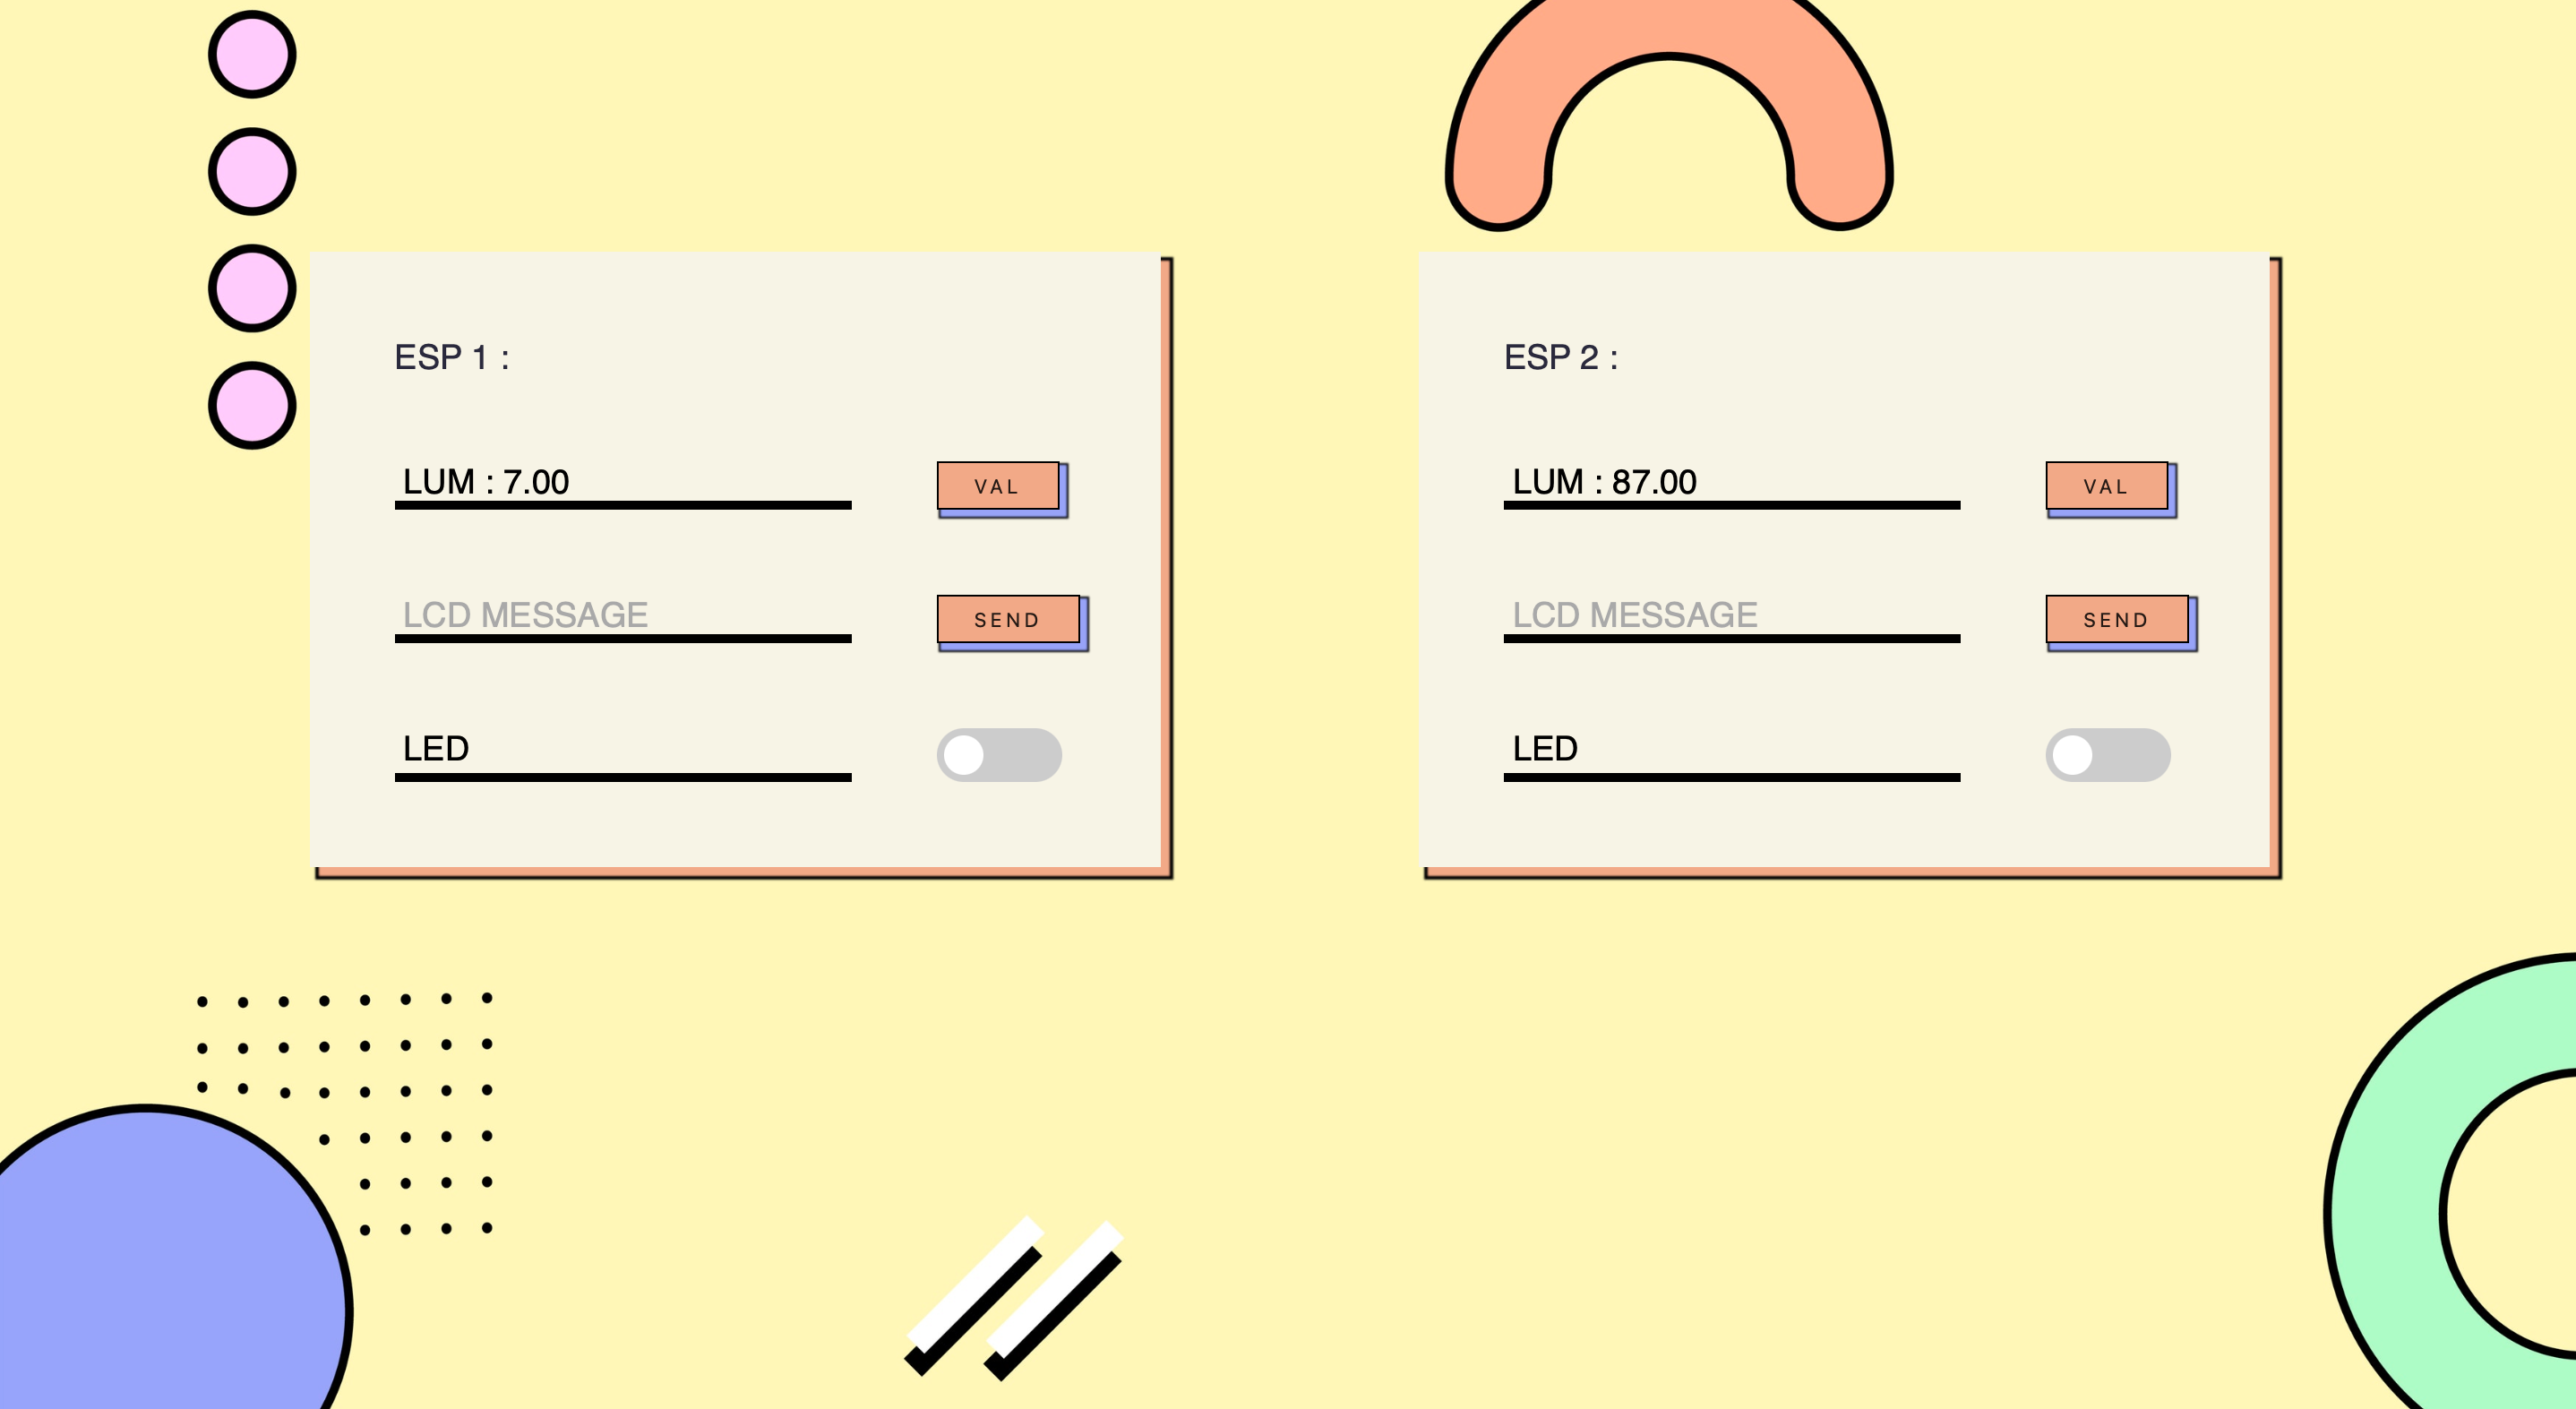 ESP 1 :
LUM : 7.00
VAL
LCD MESSAGE
SEND
LED
ESP 2 :
LUM : 87.00
VAL
LCD MESSAGE
SEND
LED